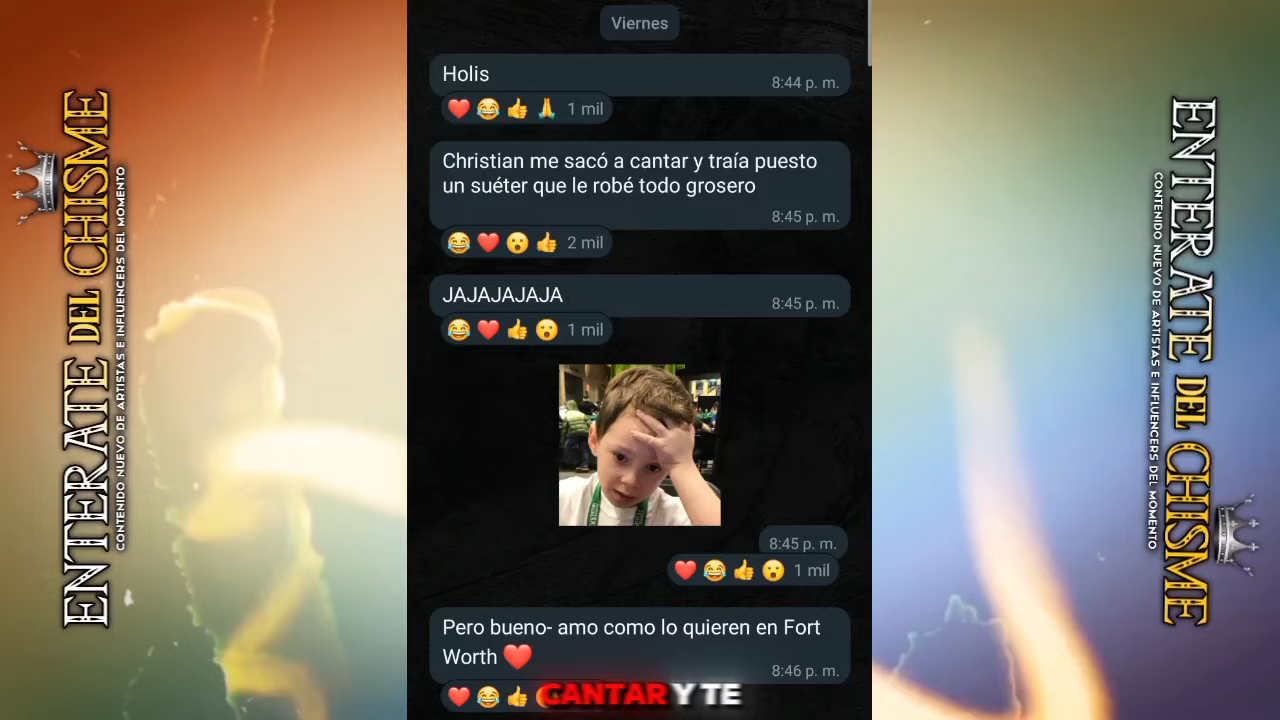 ENTERATE DEL CHISME
CONTENIDO NUEVO DE ARTISTAS E INFLUENCERS DEL MOMENTO
Viernes
Holis
8:44 p. m.
1 mil
Christian me sacó a cantar y traía puesto
un suéter que le robé todo grosero
8:45 p. m.
2 mil
JAJAJAJAJA
8:45 p. m.
1 mil
8:45 p. m.
1 mil
Pero bueno- amo como lo quieren en Fort
Worth ❤️
8:46 p. m.
CANTAR Y TE
ENTERATE DEL CHISME
CONTENIDO NUEVO DE ARTISTAS E INFLUENCERS DEL MOMENTO